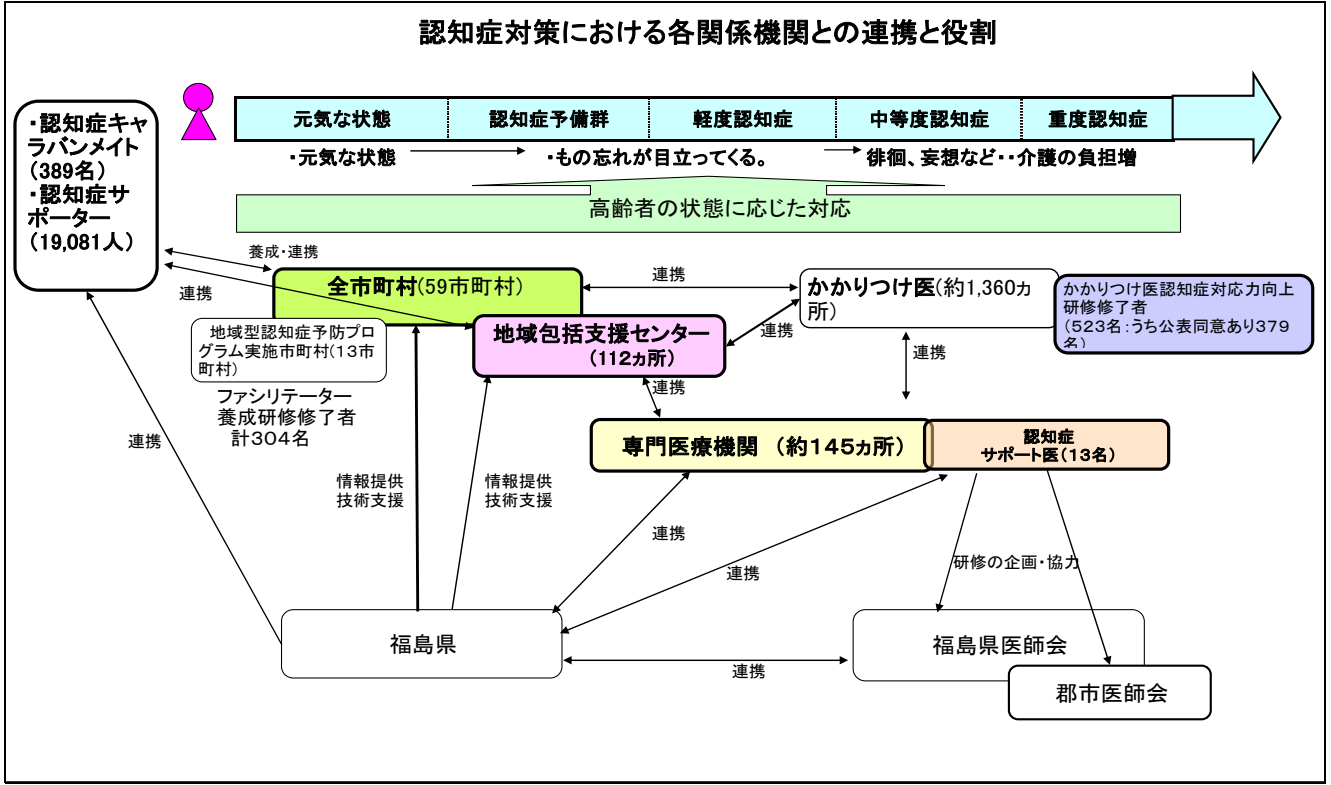 認知症対策における各関係機関との連携と役割
・認知症キャ
ラバンメイト
(389名)
・認知症サ
ポーター
(19,081人)
元気な状態
認知症予備群
軽度認知症
中等度認知症
重度認知症
・元気な状態
・もの忘れが目立ってくる。
徘徊、妄想など・・介護の負担増
高齢者の状態に応じた対応
養成・連携
連携
全市町村(59市町村)
連携
かかりつけ医(約1,360ヵ
所)
かかりつけ医認知症対応力向上
研修修了者
(523名：うち公表同意あり379
名)
地域型認知症予防プロ
グラム実施市町村(13市
町村)
地域包括支援センター
(112ヵ所)
連携
連携
連携
ファシリテーター
養成研修修了者
計304名
連携
専門医療機関 (約145ヵ所)
認知症
サポート医(13名)
情報提供
技術支援
情報提供
技術支援
連携
連携
研修の企画・協力
福島県
連携
福島県医師会
郡市医師会